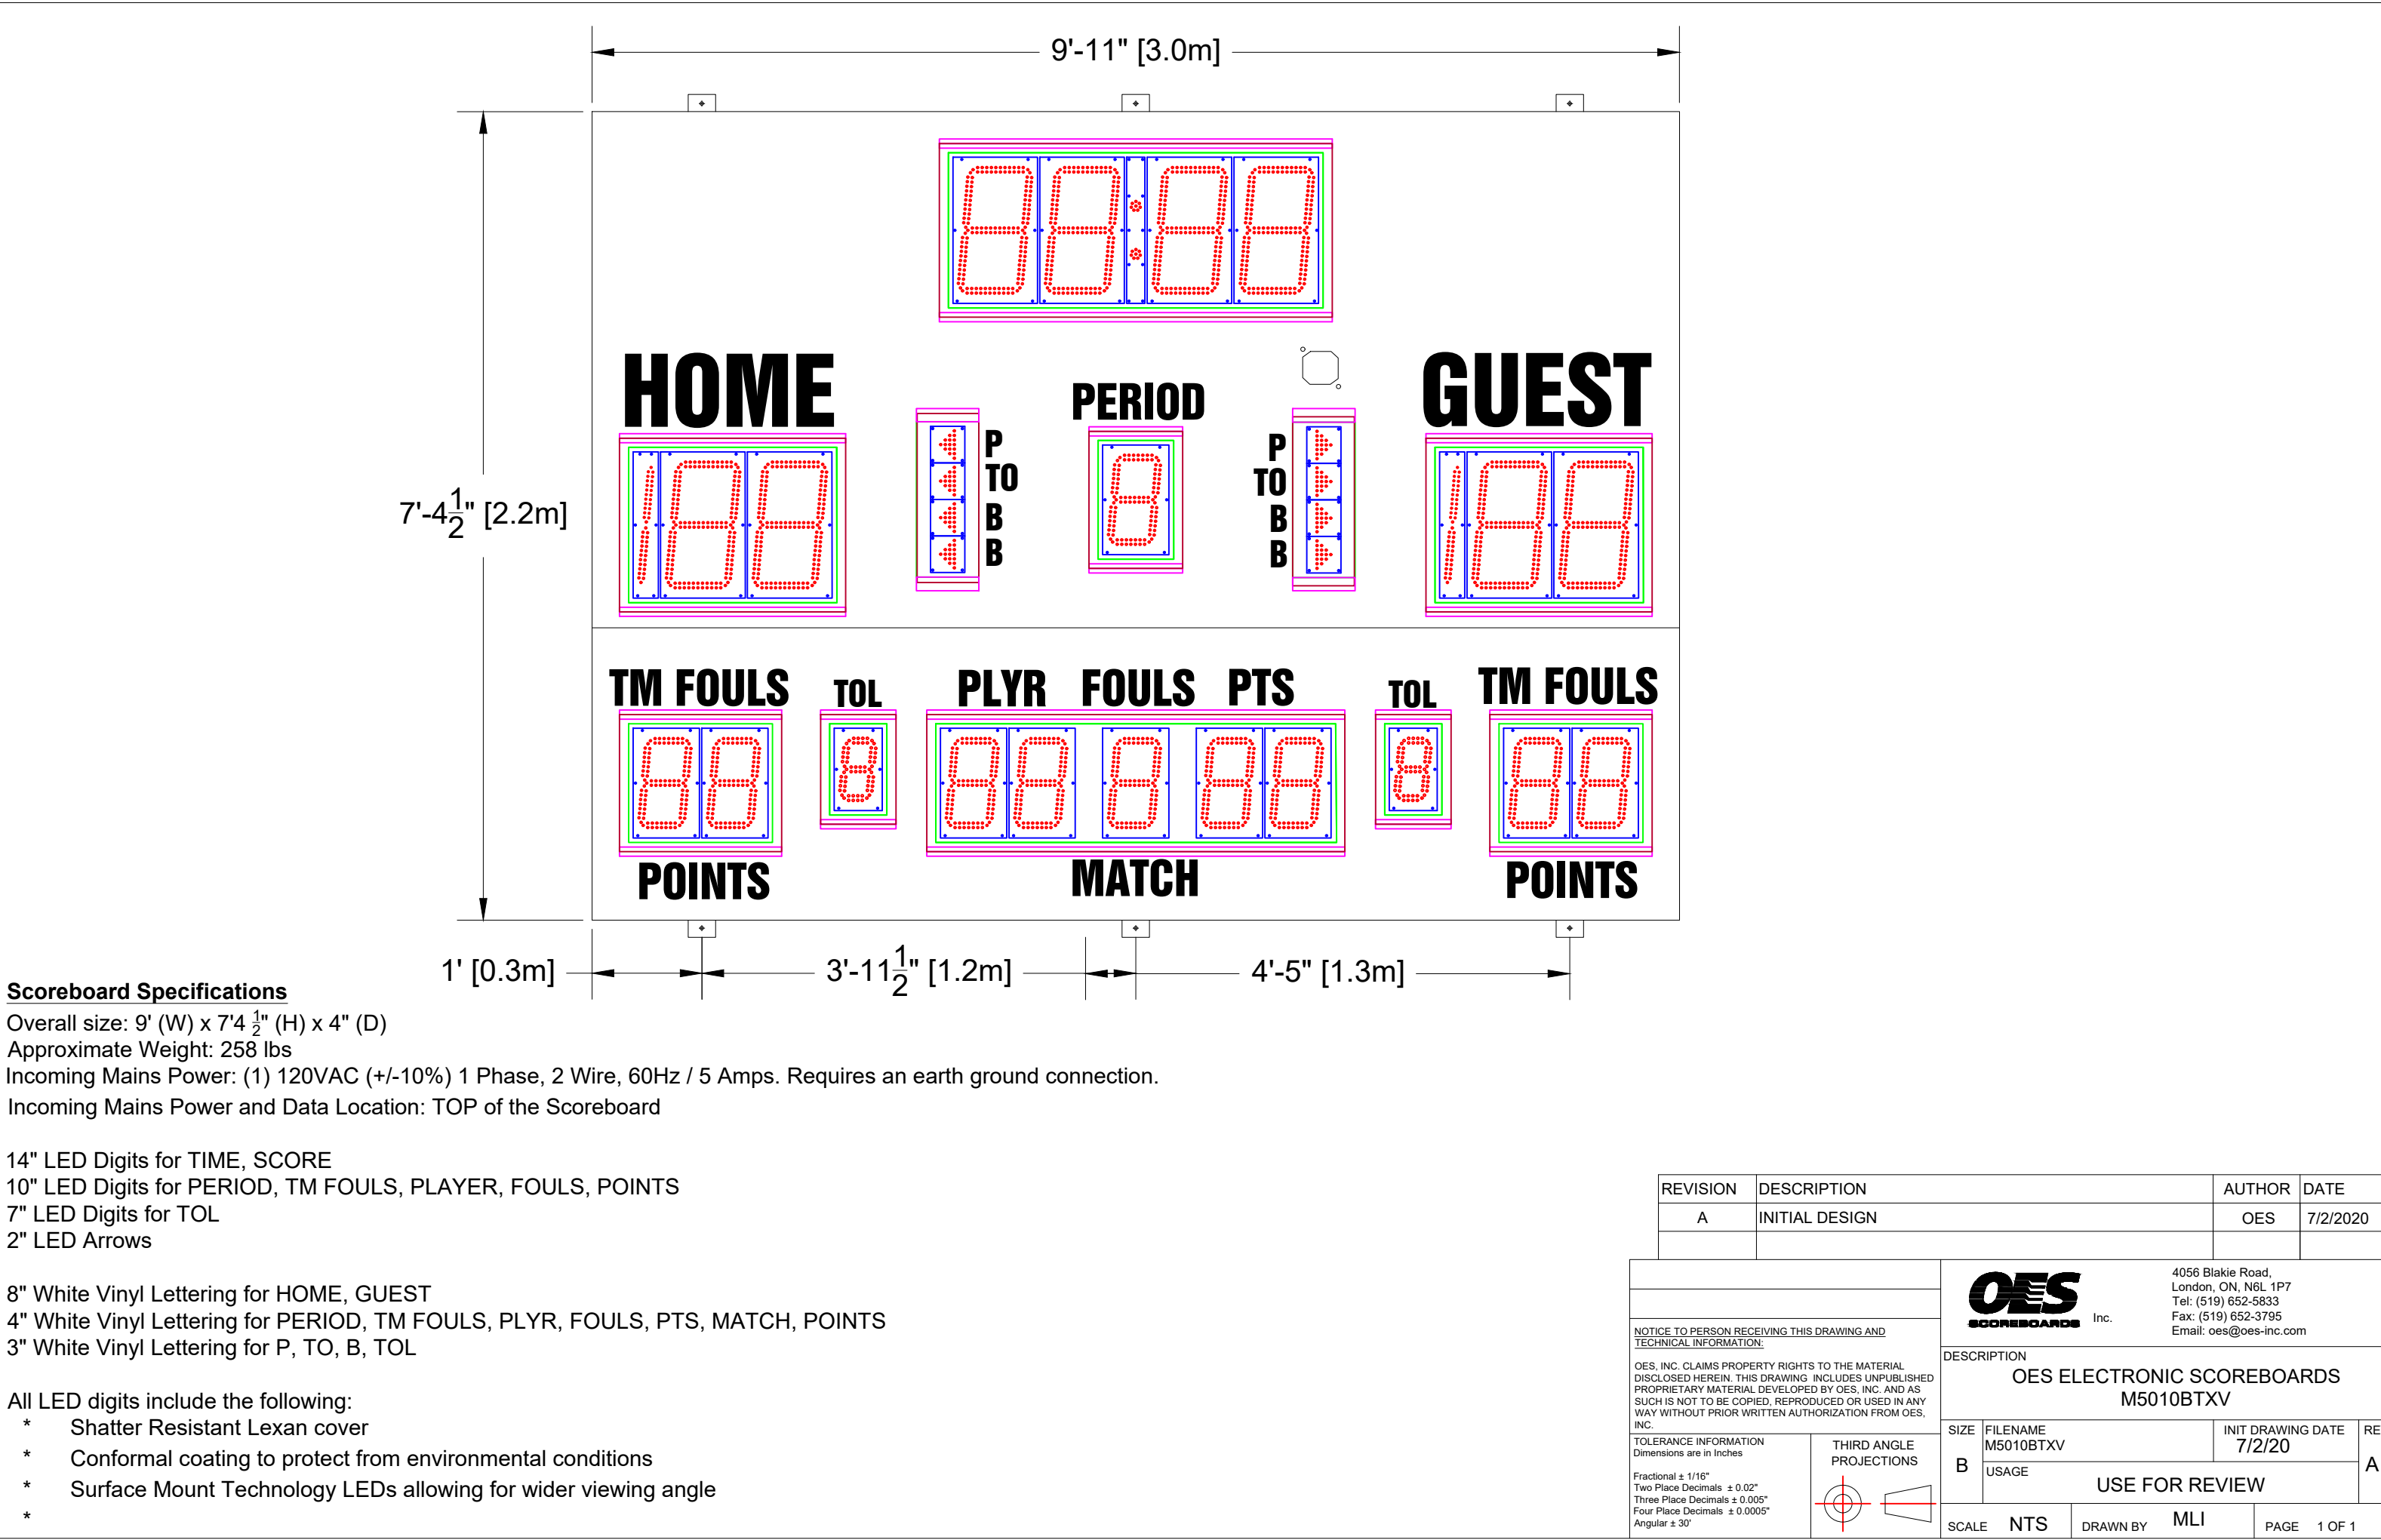 9'-11" [3.0m]
7'-4 1/2" [2.2m]
HOME
GUEST
PERIOD
P
TO
B
B
P
TO
B
B
TM FOULS
TOL
PLYR FOULS PTS
TOL
TM FOULS
POINTS
MATCH
POINTS
1' [0.3m]
3'-11 1/2" [1.2m]
4'-5" [1.3m]
Scoreboard Specifications
Overall size: 9' (W) x 7'4 1/2" (H) x 4" (D)
Approximate Weight: 258 lbs
Incoming Mains Power: (1) 120VAC (+/-10%) 1 Phase, 2 Wire, 60Hz / 5 Amps. Requires an earth ground connection.
Incoming Mains Power and Data Location: TOP of the Scoreboard
14" LED Digits for TIME, SCORE
10" LED Digits for PERIOD, TM FOULS, PLAYER, FOULS, POINTS
7" LED Digits for TOL
2" LED Arrows
8" White Vinyl Lettering for HOME, GUEST
4" White Vinyl Lettering for PERIOD, TM FOULS, PLYR, FOULS, PTS, MATCH, POINTS
3" White Vinyl Lettering for P, TO, B, TOL
All LED digits include the following:
* Shatter Resistant Lexan cover
* Conformal coating to protect from environmental conditions
* Surface Mount Technology LEDs allowing for wider viewing angle
*
REVISION DESCRIPTION AUTHOR DATE
A INITIAL DESIGN OES 7/2/2020
NOTICE TO PERSON RECEIVING THIS DRAWING AND
TECHNICAL INFORMATION:
OES, INC. CLAIMS PROPERTY RIGHTS TO THE MATERIAL
DISCLOSED HEREIN. THIS DRAWING INCLUDES UNPUBLISHED
PROPRIETARY MATERIAL DEVELOPED BY OES, INC. AND AS
SUCH IS NOT TO BE COPIED, REPRODUCED OR USED IN ANY
WAY WITHOUT PRIOR WRITTEN AUTHORIZATION FROM OES,
INC.
TOLERANCE INFORMATION
Dimensions are in Inches
Fractional ± 1/16"
Two Place Decimals ± 0.02"
Three Place Decimals ± 0.005"
Four Place Decimals ± 0.0005"
Angular ± 30'
THIRD ANGLE
PROJECTIONS
OES
SCOREBOARDS
Inc.
4056 Blakie Road,
London, ON, N6L 1P7
Tel: (519) 652-5833
Fax: (519) 652-3795
Email: oes@oes-inc.com
DESCRIPTION
OES ELECTRONIC SCOREBOARDS
M5010BTXV
SIZE
B
FILENAME
M5010BTXV
INIT DRAWING DATE
7/2/20
RE
A
USAGE
USE FOR REVIEW
SCALE NTS
DRAWN BY MLI
PAGE 1 OF 1